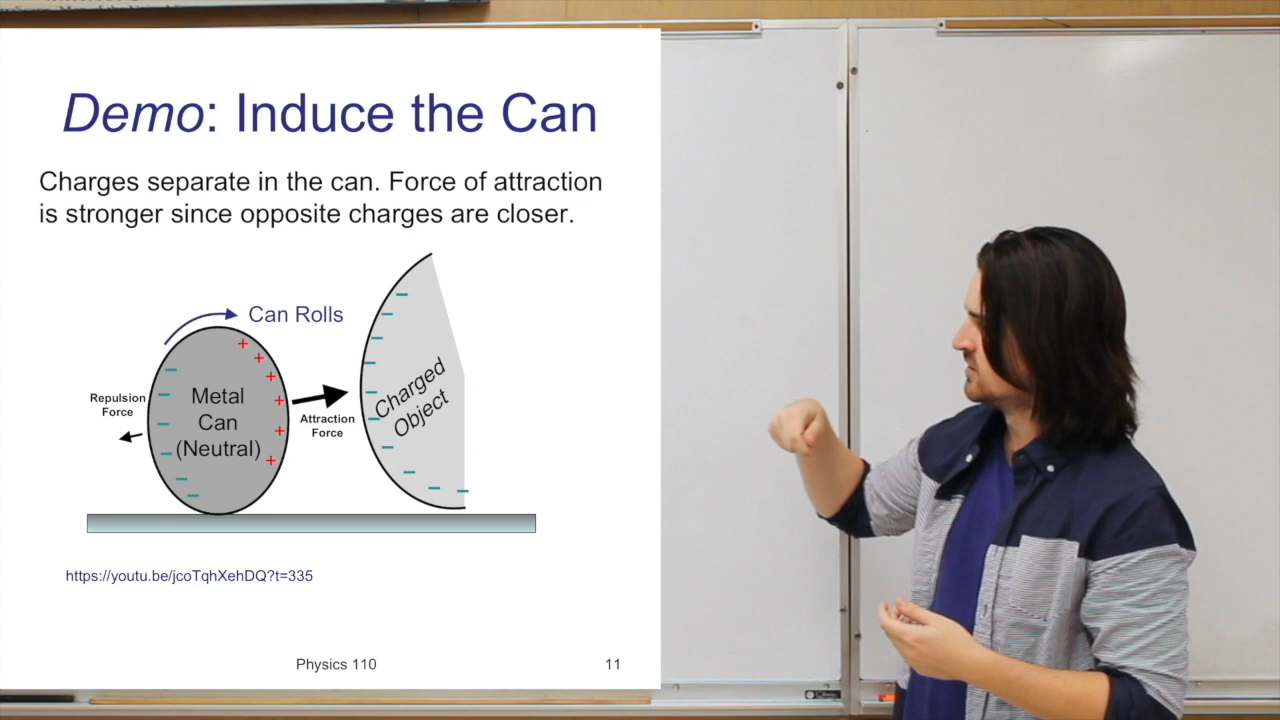 Demo: Induce the Can
Charges separate in the can. Force of attraction
is stronger since opposite charges are closer.
Can Rolls
Repulsion
Force
Metal
Can
(Neutral)
Attraction
Force
Charged
Object
https://youtu.be/jcoTqhXehDQ?t=335
Physics 110
11